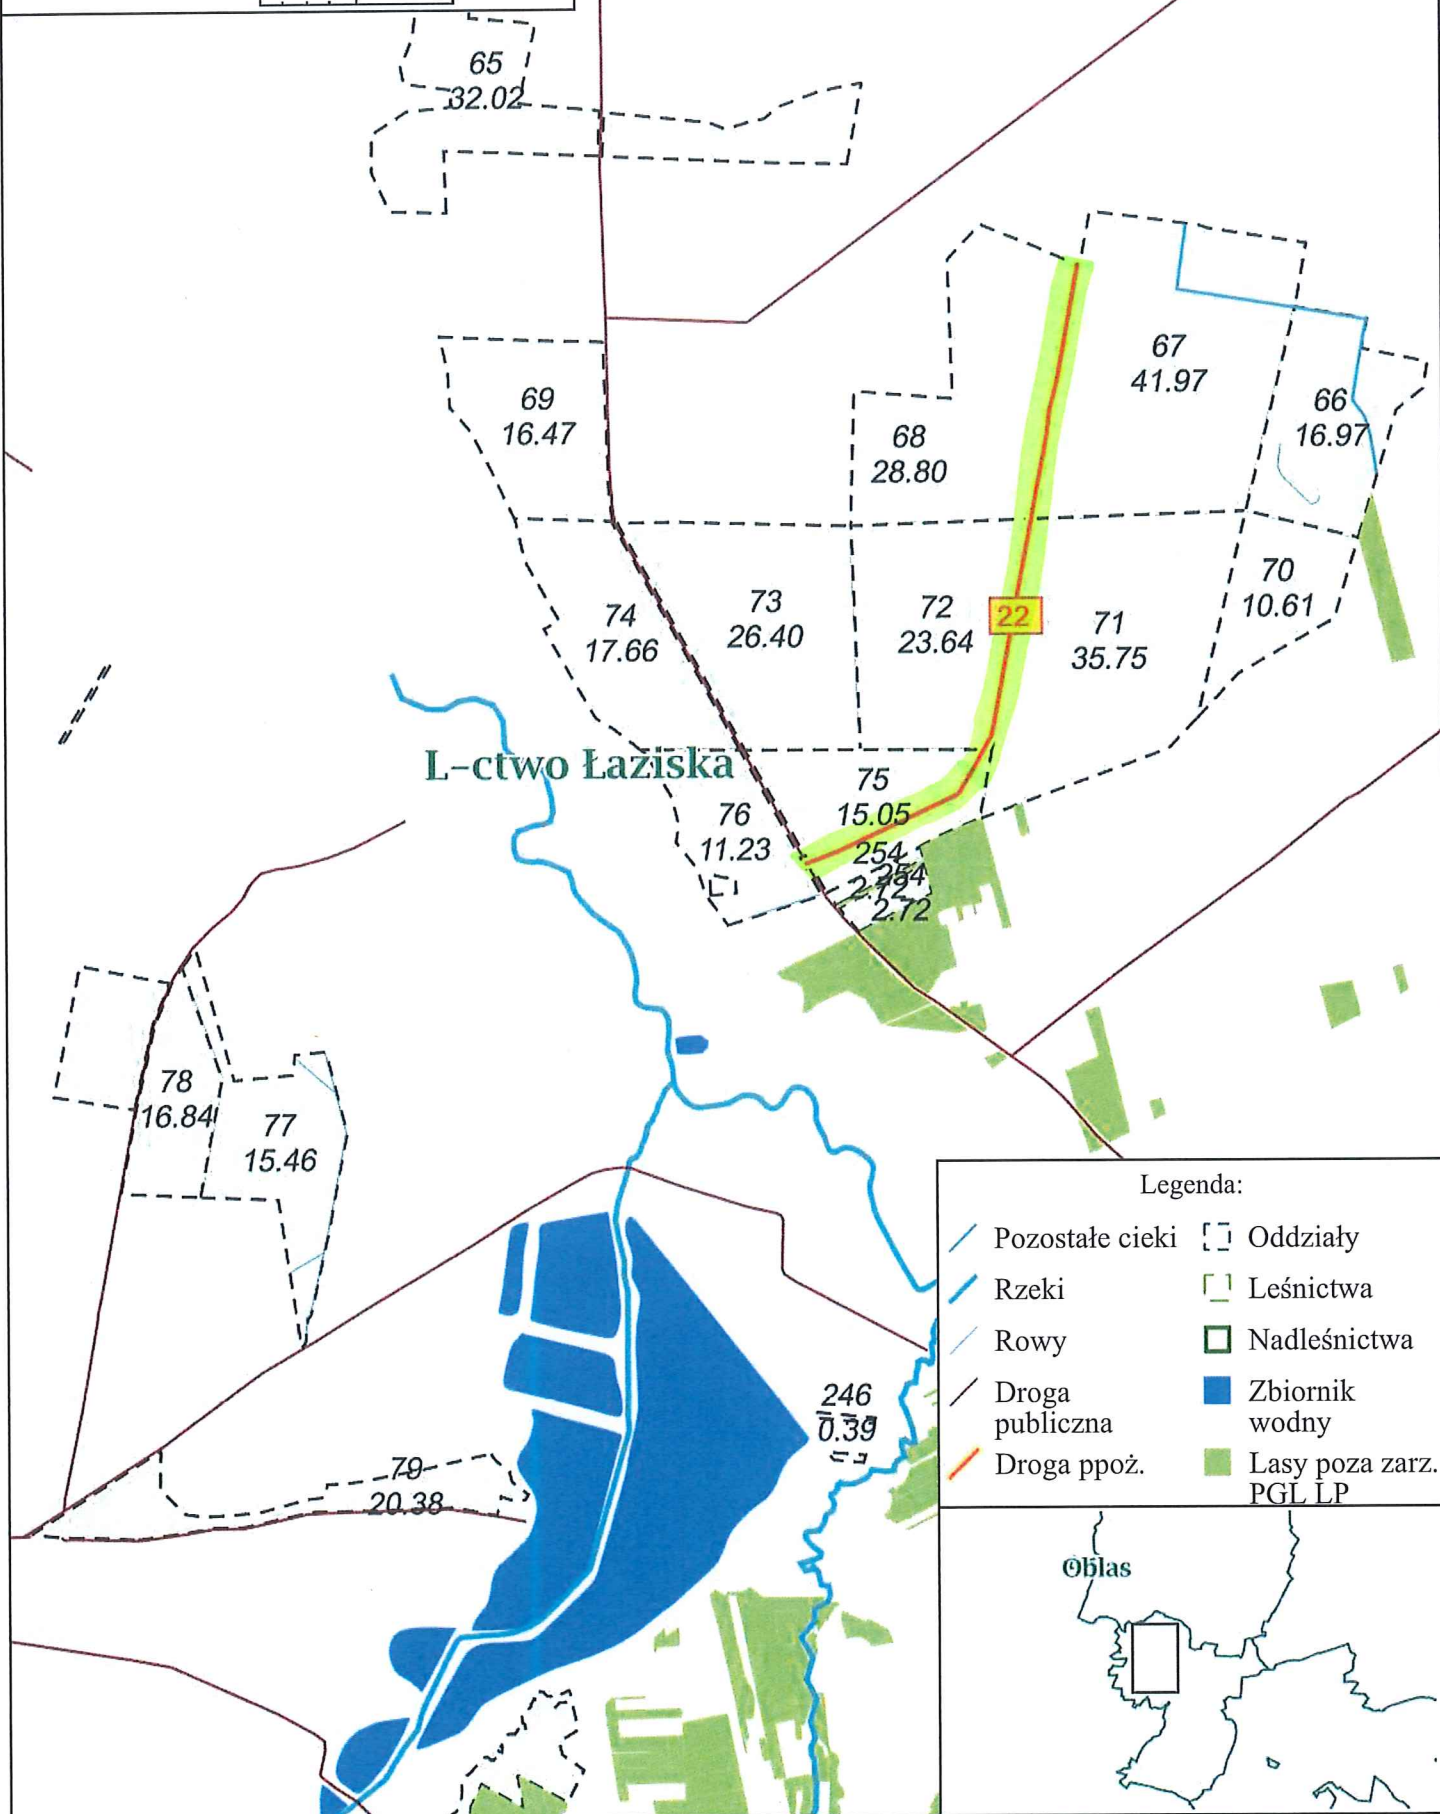 65
32.02
67
41.97
69
16.47
66
16.97
68
28.80
70
10.61
73
26.40
74
17.66
72
23.64
22
71
35.75
L-ctwo Łaziska
75
15.05
76
11.23
254
2.72
254
2.72
78
16.84
77
15.46
246
0.39
79
20.38
Legenda:
Pozostałe cieki
Rzeki
Rowy
Droga
publiczna
Droga ppoż.
Oddziały
Leśnictwa
Nadleśnictwa
Zbiornik
wodny
Lasy poza zarz.
PGL LP
Oblas